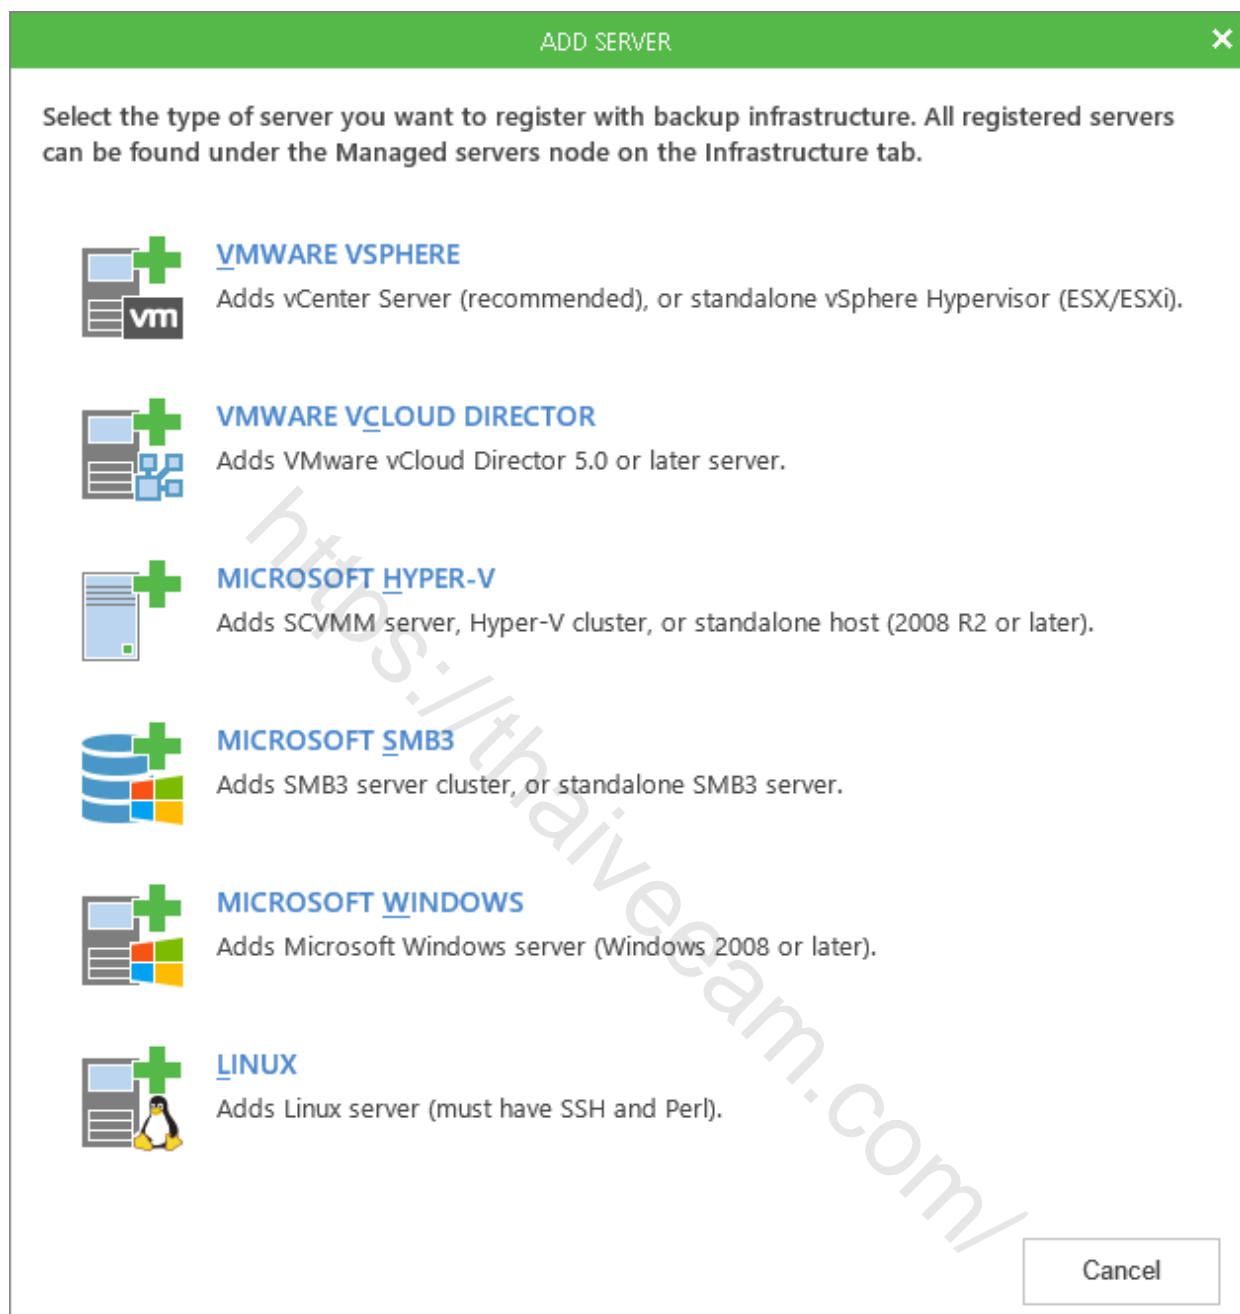 ADD SERVER
Select the type of server you want to register with backup infrastructure. All registered servers
can be found under the Managed servers node on the Infrastructure tab.
VMWARE VSPHERE
Adds vCenter Server (recommended), or standalone vSphere Hypervisor (ESX/ESXi).
vm
VMWARE VCLOUD DIRECTOR
Adds VMware vCloud Director 5.0 or later server.
MICROSOFT HYPER-V
Adds SCVMM server, Hyper-V cluster, or standalone host (2008 R2 or later).
MICROSOFT SMB3
Adds SMB3 server cluster, or standalone SMB3 server.
MICROSOFT WINDOWS
Adds Microsoft Windows server (Windows 2008 or later).
LINUX
Adds Linux server (must have SSH and Perl).
https://thaiveeam.com/
Cancel